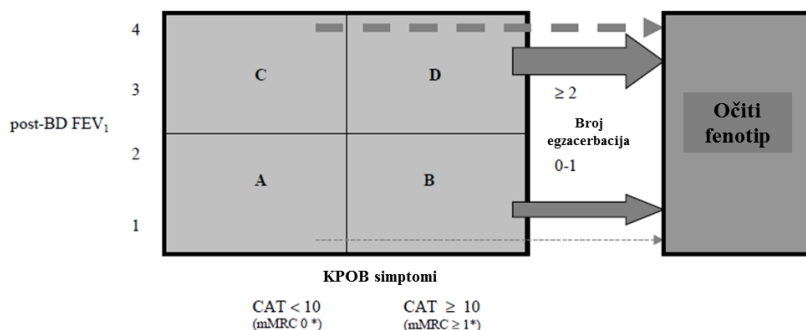 4
C
D
3
≥ 2
post-BD FEV1
Broj
egzacerbacija
Očiti
fenotip
2
0-1
A
B
1
KPOB simptomi
CAT < 10
(mMRC 0 *)
CAT ≥ 10
(mMRC ≥ 1*)